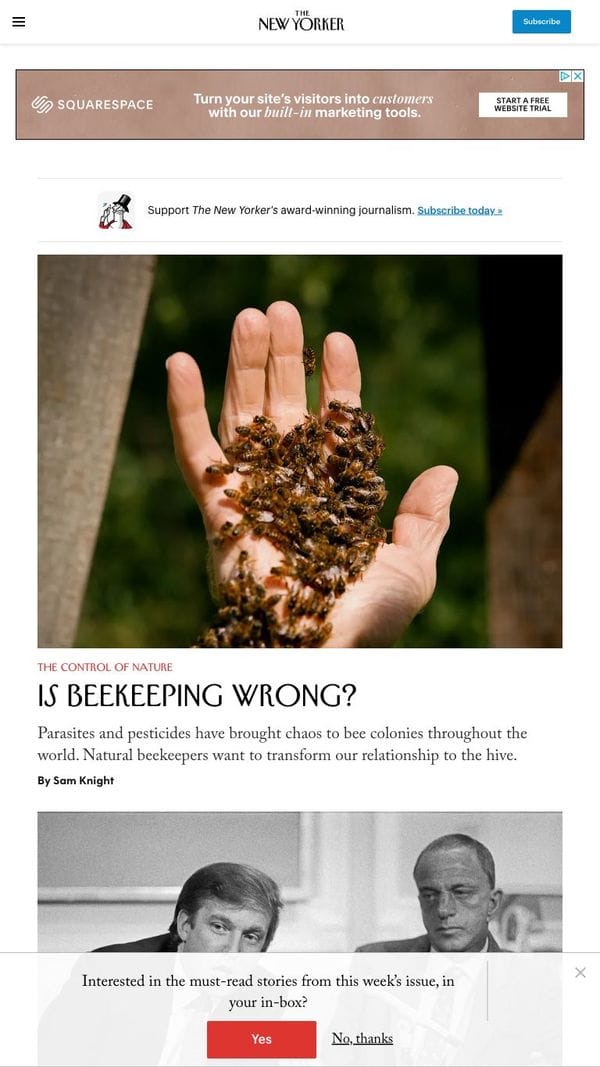 THE
NEW YORKER
Subscribe
SQUARESPACE
Turn your site's visitors into customers
with our built-in marketing tools.
START A FREE
WEBSITE TRIAL
Support The New Yorker's award-winning journalism. Subscribe today »
THE CONTROL OF NATURE
IS BEEKEEPING WRONG?
Parasites and pesticides have brought chaos to bee colonies throughout the
world. Natural beekeepers want to transform our relationship to the hive.
By Sam Knight
Interested in the must-read stories from this week's issue, in
your in-box?
Yes
No, thanks